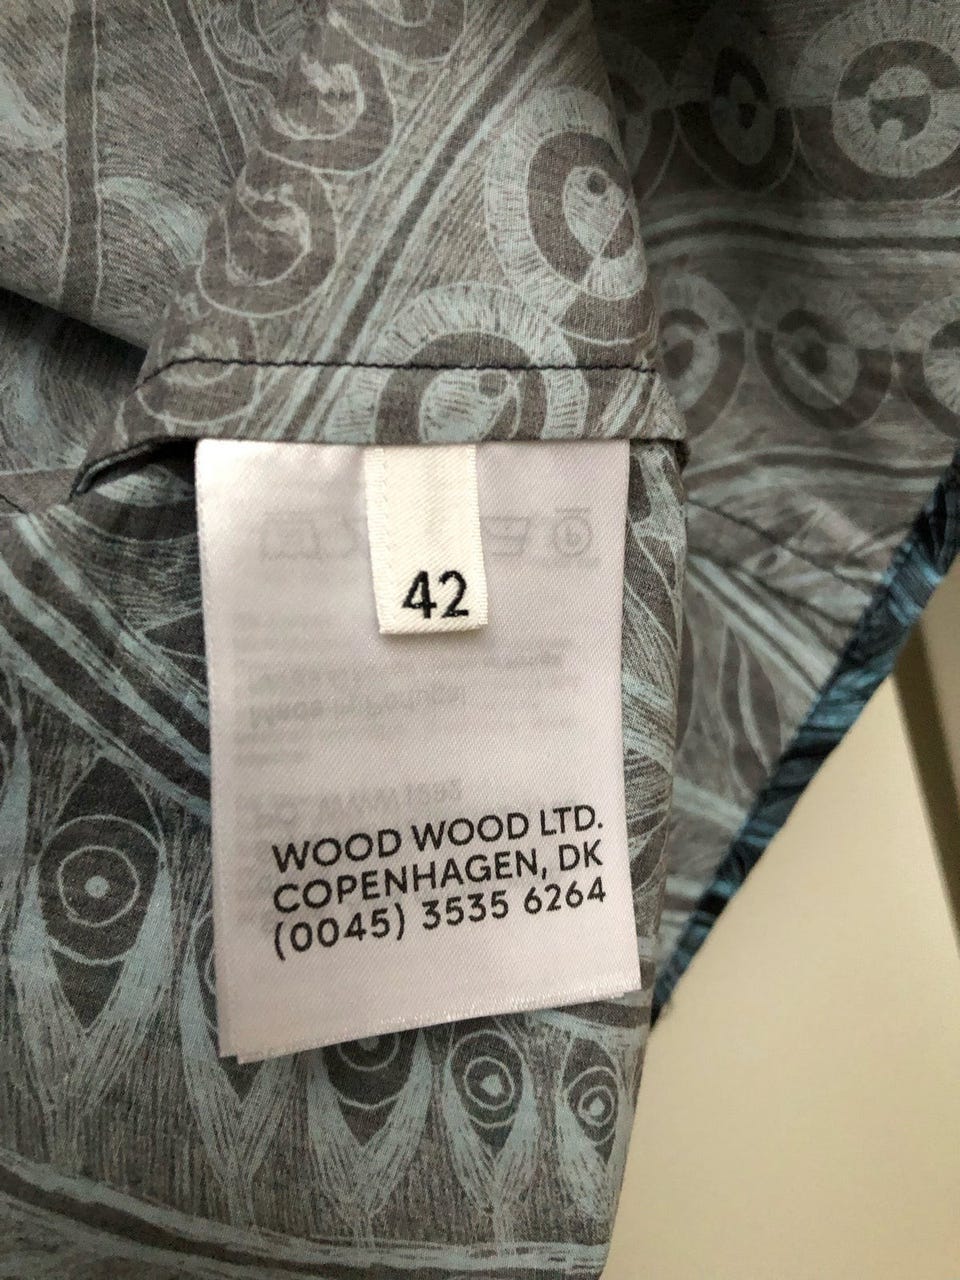 42
WOOD WOOD LTD.
COPENHAGEN, DK
(0045) 3535 6264